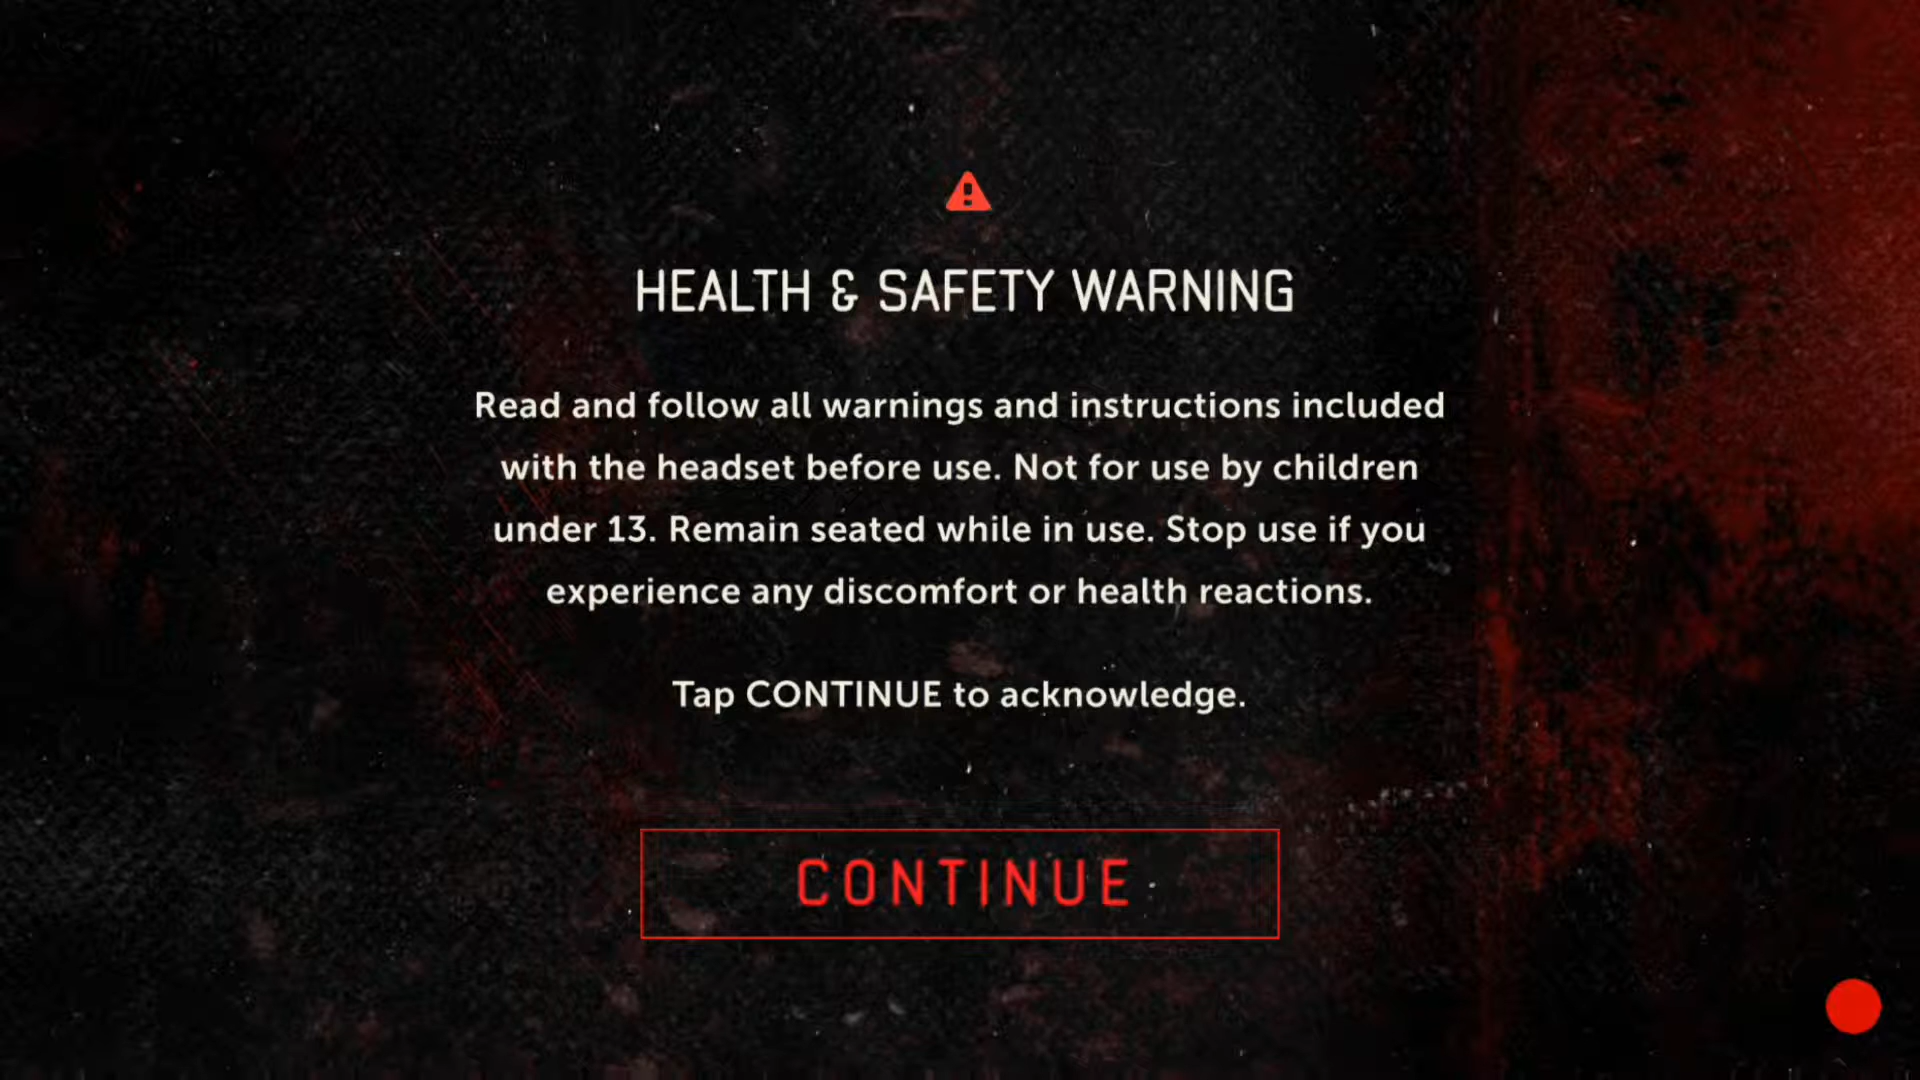 HEALTH & SAFETY WARNING
Read and follow all warnings and instructions included
with the headset before use. Not for use by children
under 13. Remain seated while in use. Stop use if you
experience any discomfort or health reactions.
Tap CONTINUE to acknowledge.
CONTINUE